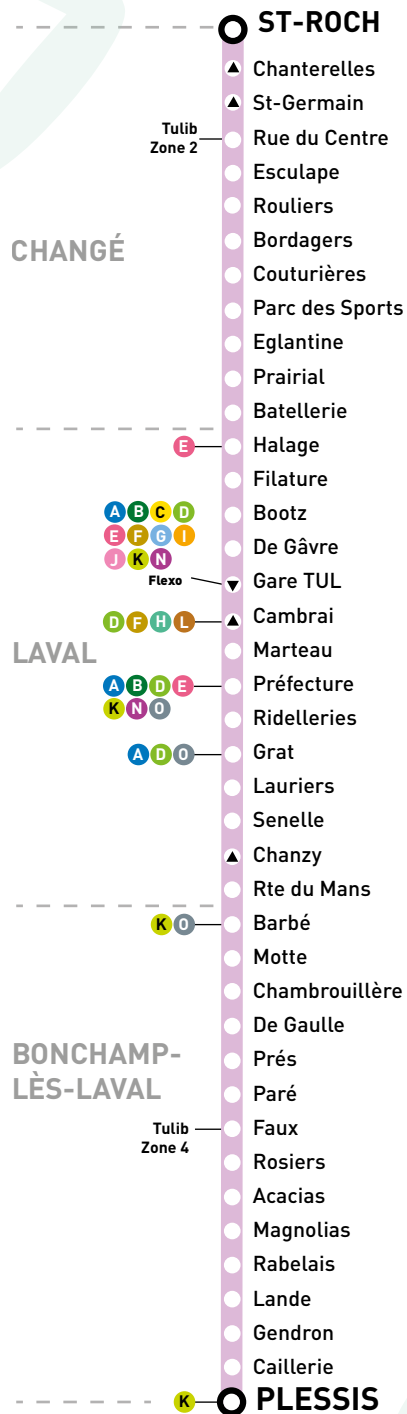 ST-ROCH
Chanterelles
St-Germain
Tulib
Zone 2
Rue du Centre
Esculape
Rouliers
CHANGÉ
Bordagers
Couturières
Parc des Sports
Eglantine
Prairial
Batellerie
E
Halage
Filature
A B C D
E F G I
J K N
Bootz
De Gâvre
Flexo
Gare TUL
D F H L
Cambrai
LAVAL
Marteau
A B D E
K N O
Préfecture
Ridelleries
A D O
Grat
Lauriers
Senelle
Chanzy
Rte du Mans
K O
Barbé
Motte
Chambrouillère
De Gaulle
BONCHAMP-
LÈS-LAVAL
Prés
Paré
Tulib
Zone 4
Faux
Rosiers
Acacias
Magnolias
Rabelais
Lande
Gendron
Caillerie
K
PLESSIS